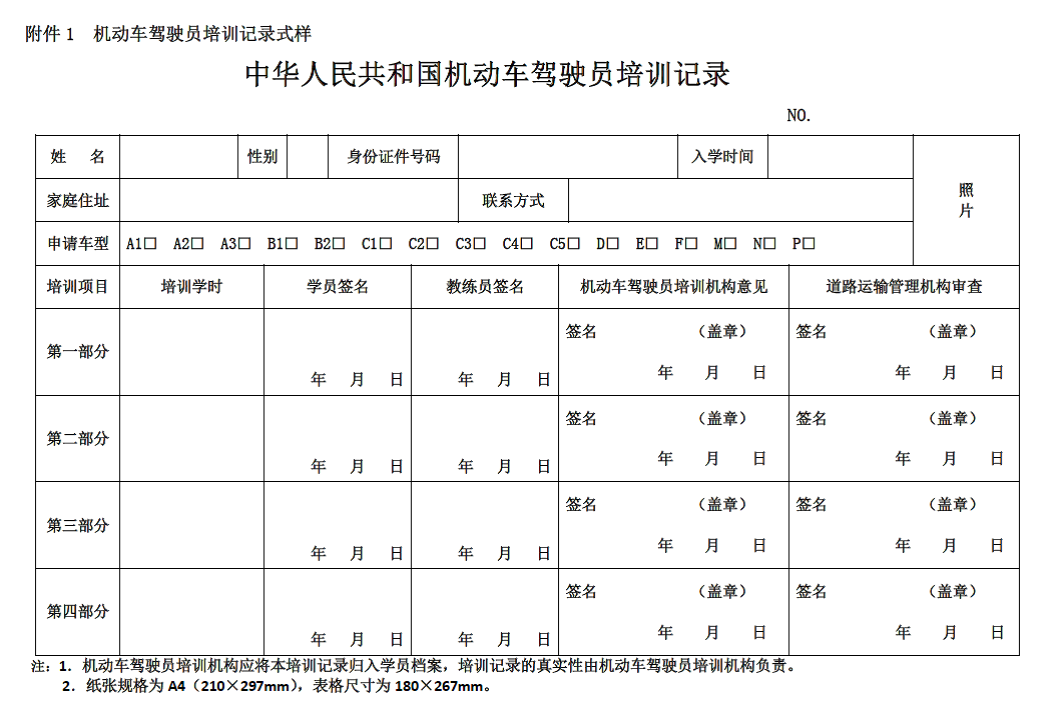 附件 1 机动车驾驶员培训记录式样
中华人民共和国机动车驾驶员培训记录
NO.
姓 名 性别 身份证件号码 入学时间 照片
家庭住址 联系方式
申请车型 A1□ A2□ A3□ B1□ B2□ C1□ C2□ C3□ C4□ C5□ D□ E□ F□ M□ N□ P□
培训项目 培训学时 学员签名 教练员签名 机动车驾驶员培训机构意见 道路运输管理机构审查
签名 （盖章） 签名 （盖章）
第一部分
年 月 日 年 月 日 年 月 日 年 月 日
签名 （盖章） 签名 （盖章）
第二部分
年 月 日 年 月 日 年 月 日 年 月 日
签名 （盖章） 签名 （盖章）
第三部分
年 月 日 年 月 日 年 月 日 年 月 日
签名 （盖章） 签名 （盖章）
第四部分
年 月 日 年 月 日 年 月 日 年 月 日
注：1．机动车驾驶员培训机构应将本培训记录归入学员档案，培训记录的真实性由机动车驾驶员培训机构负责。
2．纸张规格为 A4（210×297mm），表格尺寸为 180×267mm。